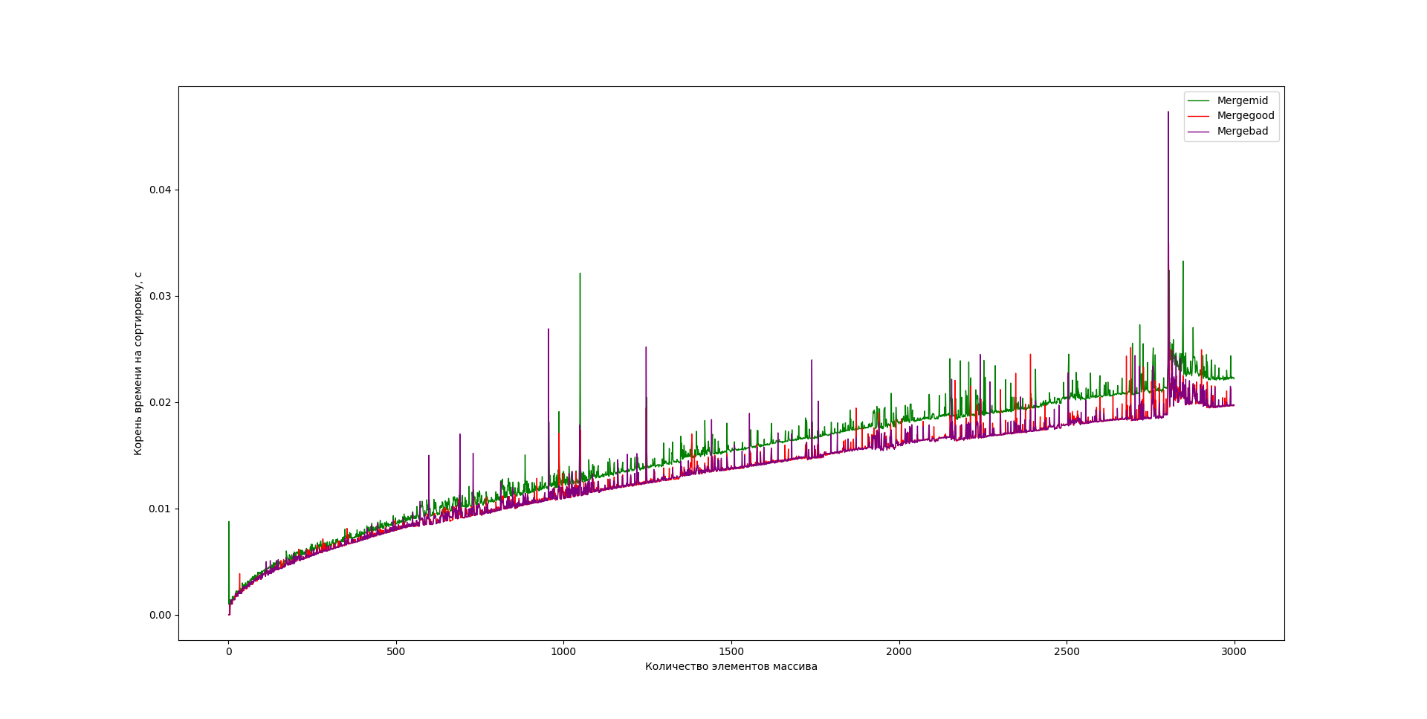 Mergemid
Mergegood
Mergebad
0.04
0.03
0.02
0.01
0.00
Корень времени на сортировку, с
0 500 1000 1500 2000 2500 3000
Количество элементов массива